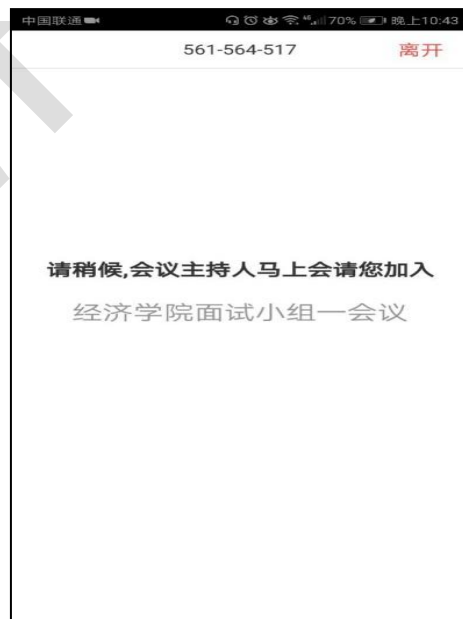 中国联通 46 70% 晚上10:43
561-564-517 离开
请稍候,会议主持人马上会请您加入
经济学院面试小组一会议